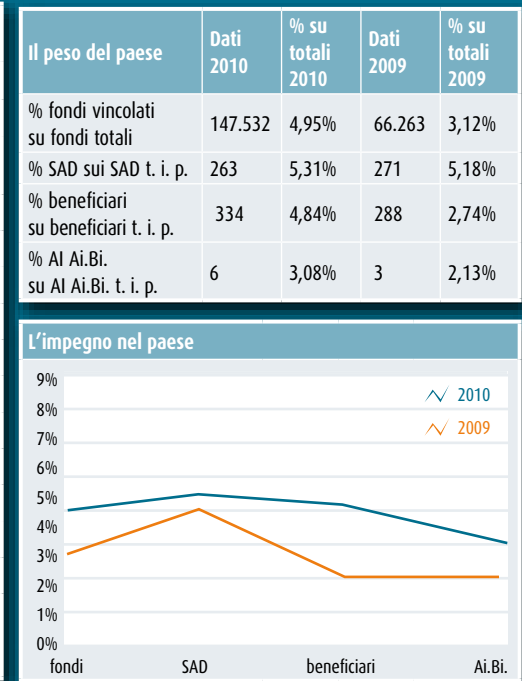 Il peso del paese
Dati 2010
% su totali 2010
Dati 2009
% su totali 2009
% fondi vincolati
su fondi totali
147.532 4,95% 66.263 3,12%
% SAD sui SAD t. i. p. 263 5,31% 271 5,18%
% beneficiari
su beneficiari t. i. p.
334 4,84% 288 2,74%
% AI Ai.Bi.
su AI Ai.Bi. t. i. p.
6 3,08% 3 2,13%
L'impegno nel paese
9%
8%
7%
6%
5%
4%
3%
2%
1%
0%
2010
2009
fondi SAD beneficiari Ai.Bi.